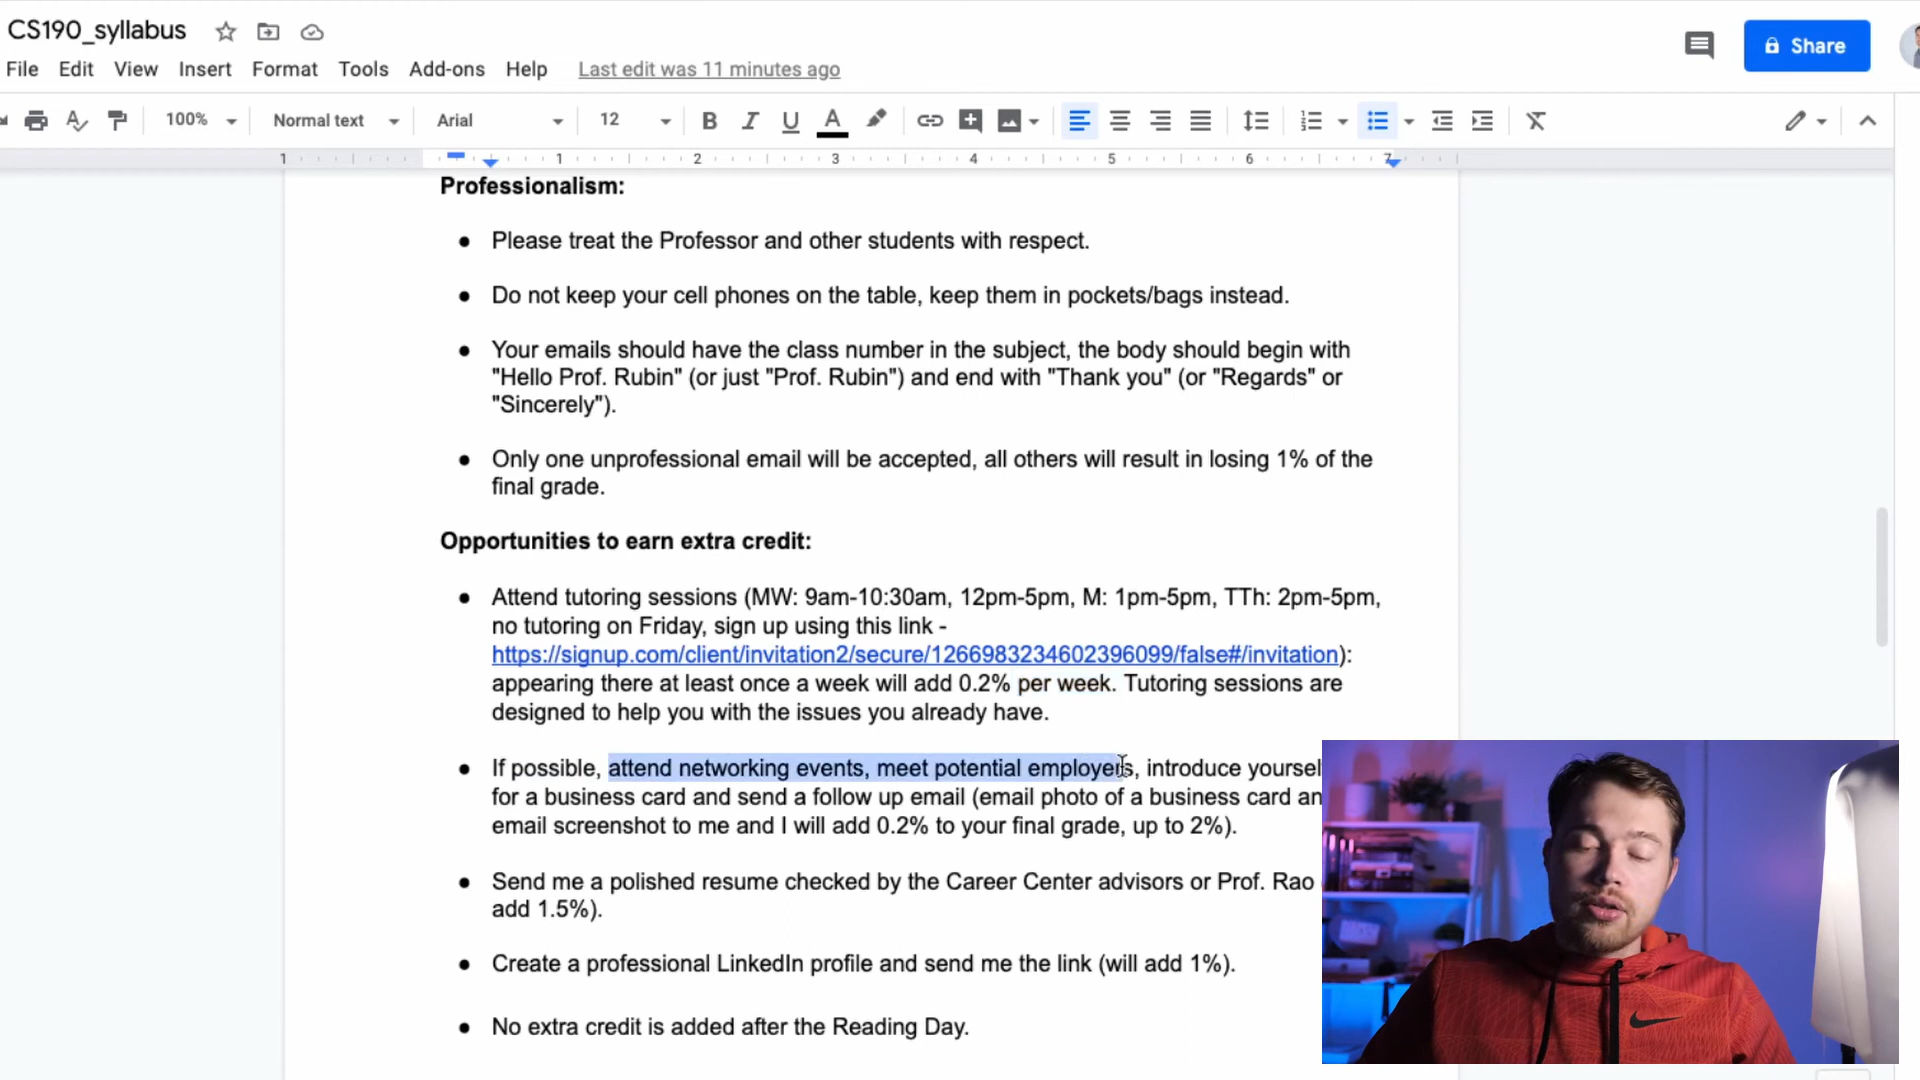 CS190_syllabus
Share
File Edit View Insert Format Tools Add-ons Help Last edit was 11 minutes ago
100% Normal text Arial 12 B I U A
1 1 2 3 4 5 6 7
Professionalism:
● Please treat the Professor and other students with respect.
● Do not keep your cell phones on the table, keep them in pockets/bags instead.
● Your emails should have the class number in the subject, the body should begin with
"Hello Prof. Rubin" (or just "Prof. Rubin") and end with "Thank you" (or "Regards" or
"Sincerely").
● Only one unprofessional email will be accepted, all others will result in losing 1% of the
final grade.
Opportunities to earn extra credit:
● Attend tutoring sessions (MW: 9am-10:30am, 12pm-5pm, M: 1pm-5pm, TTh: 2pm-5pm,
no tutoring on Friday, sign up using this link -
https://signup.com/client/invitation2/secure/1266983234602396099/false#/invitation):
appearing there at least once a week will add 0.2% per week. Tutoring sessions are
designed to help you with the issues you already have.
● If possible, attend networking events, meet potential employers, introduce
for a business card and send a follow up email (email photo of a business card
email screenshot to me and I will add 0.2% to your final grade, up to 2%).
● Send me a polished resume checked by the Career Center advisors or Prof. Rao
add 1.5%).
● Create a professional LinkedIn profile and send me the link (will add 1%).
● No extra credit is added after the Reading Day.